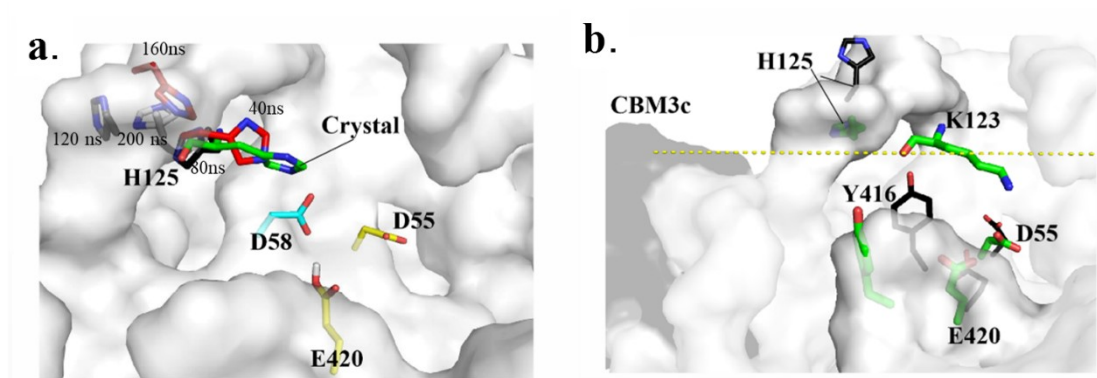 a.
160ns
40ns
Crystal
120 ns
200 ns
80ns
H125
D58
D55
E420
b.
H125
CBM3c
K123
Y416
D55
E420